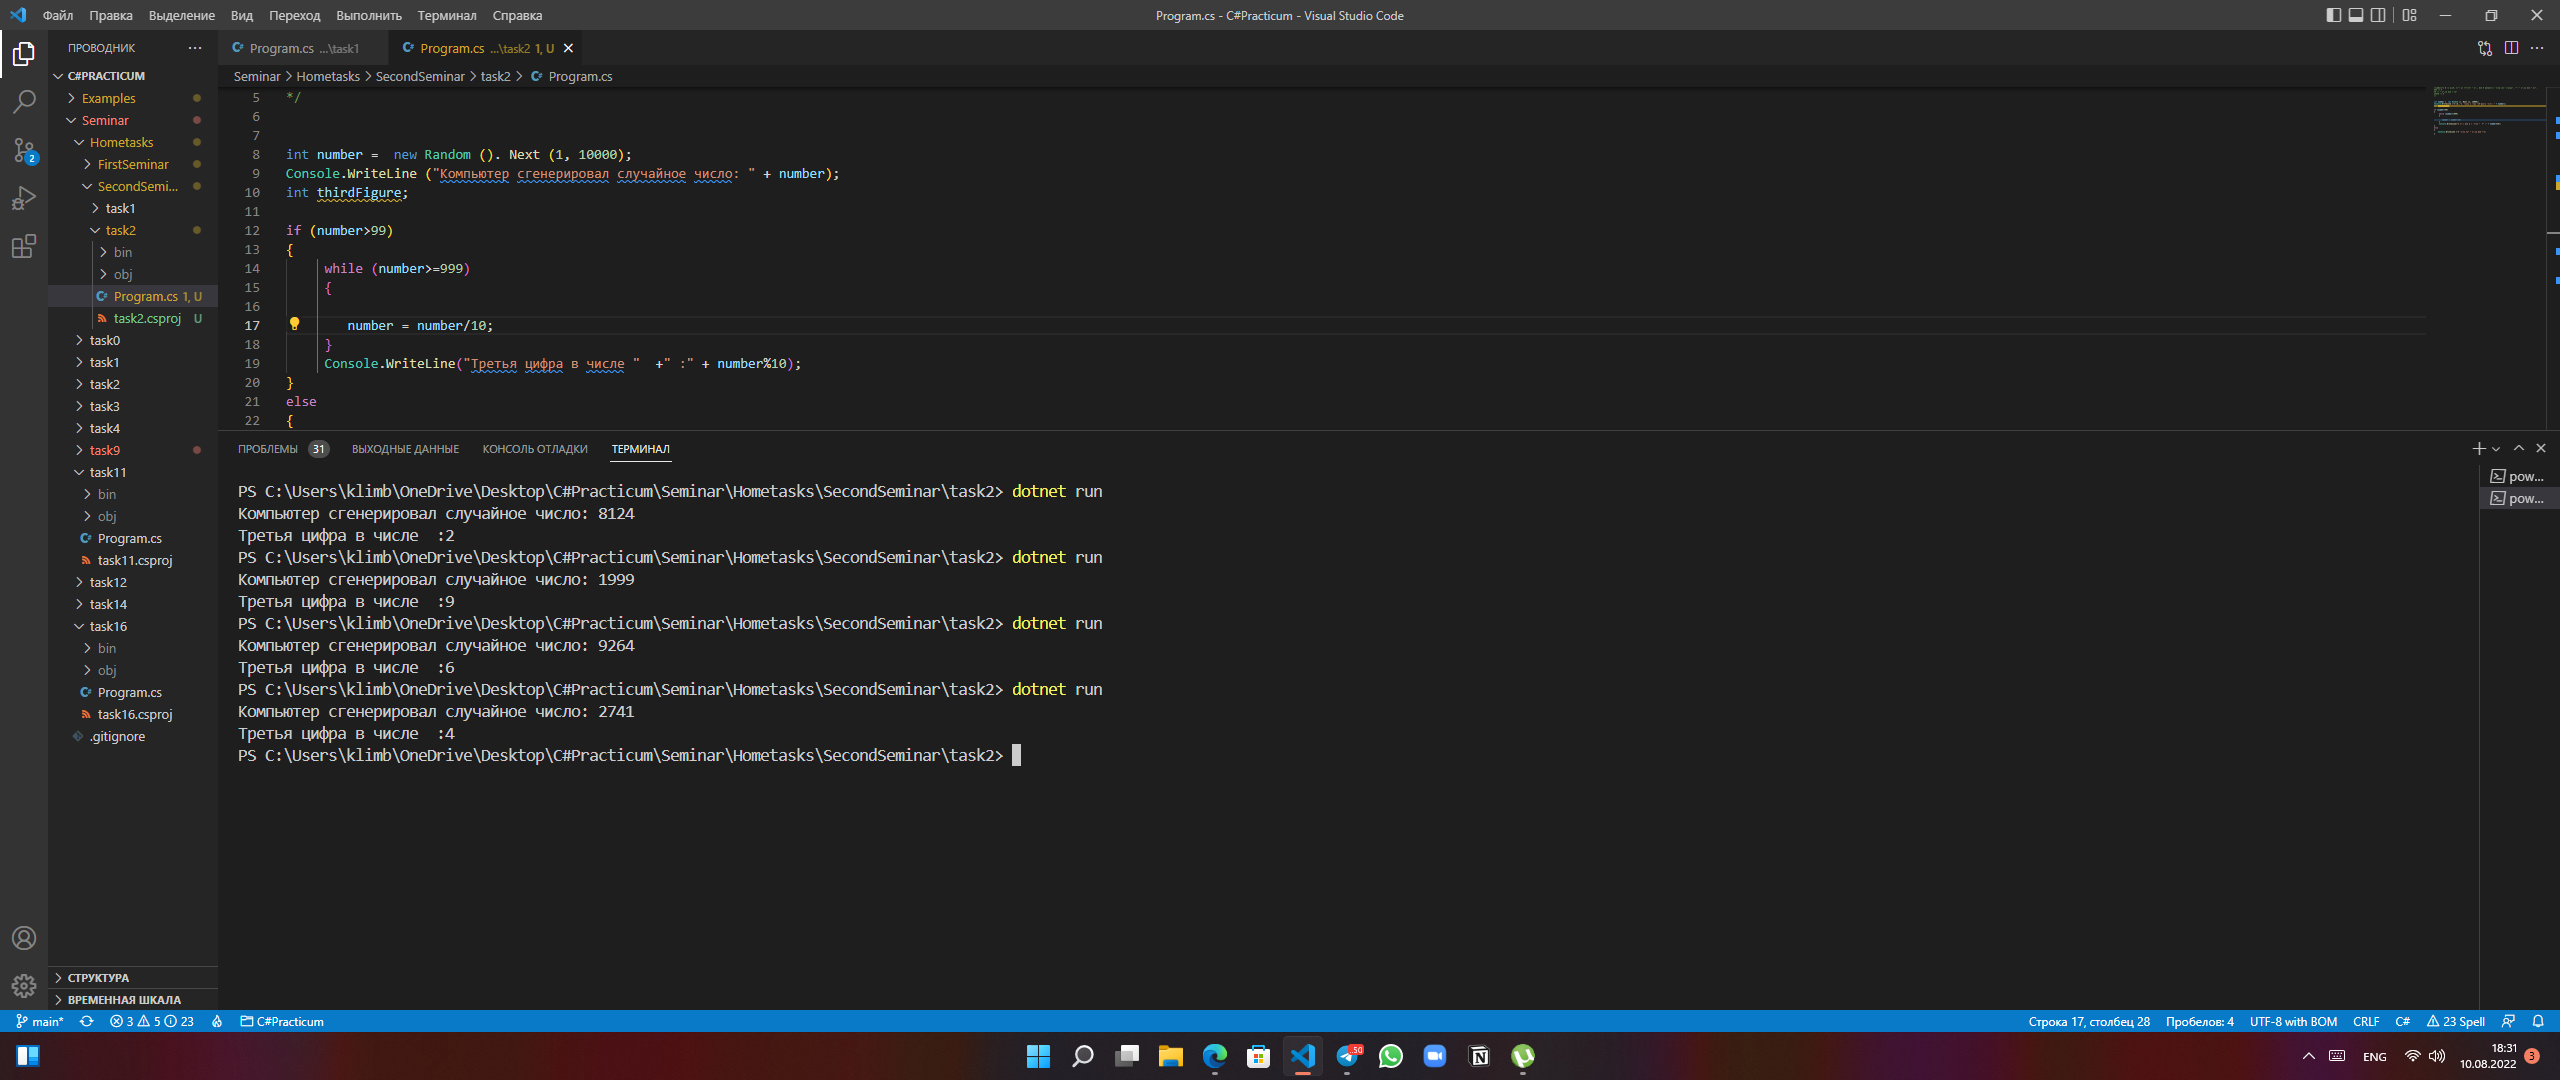 Файл Правка Выделение Вид Переход Выполнить Терминал Справка
Program.cs - C#Practicum - Visual Studio Code
ПРОВОДНИК
Program.cs ...\task1
Program.cs ...\task2 1, U
C#PRACTICUM
Examples
Seminar
Hometasks
FirstSeminar
SecondSemi...
task1
task2
bin
obj
Program.cs 1, U
task2.csproj U
task0
task1
task2
task3
task4
task9
task11
bin
obj
Program.cs
task11.csproj
task12
task14
task16
bin
obj
Program.cs
task16.csproj
.gitignore
СТРУКТУРА
ВРЕМЕННАЯ ШКАЛА
2
Seminar > Hometasks > SecondSeminar > task2 > Program.cs
5 */
6
7
8 int number =  new Random (). Next (1, 10000);
9 Console.WriteLine ("Компьютер сгенерировал случайное число: " + number);
10 int thirdFigure;
11
12 if (number>99)
13 {
14 while (number>=999)
15 {
16
17 number = number/10;
18 }
19 Console.WriteLine("Третья цифра в числе "  +" :" + number%10);
20 }
21 else
22 {
ПРОБЛЕМЫ 31 ВЫХОДНЫЕ ДАННЫЕ КОНСОЛЬ ОТЛАДКИ ТЕРМИНАЛ
PS C:\Users\klimb\OneDrive\Desktop\C#Practicum\Seminar\Hometasks\SecondSeminar\task2> dotnet run
Компьютер сгенерировал случайное число: 8124
Третья цифра в числе  :2
PS C:\Users\klimb\OneDrive\Desktop\C#Practicum\Seminar\Hometasks\SecondSeminar\task2> dotnet run
Компьютер сгенерировал случайное число: 1999
Третья цифра в числе  :9
PS C:\Users\klimb\OneDrive\Desktop\C#Practicum\Seminar\Hometasks\SecondSeminar\task2> dotnet run
Компьютер сгенерировал случайное число: 9264
Третья цифра в числе  :6
PS C:\Users\klimb\OneDrive\Desktop\C#Practicum\Seminar\Hometasks\SecondSeminar\task2> dotnet run
Компьютер сгенерировал случайное число: 2741
Третья цифра в числе  :4
PS C:\Users\klimb\OneDrive\Desktop\C#Practicum\Seminar\Hometasks\SecondSeminar\task2>
pow...
pow...
main* 3 5 23 C#Practicum
Строка 17, столбец 28 Пробелов: 4 UTF-8 with BOM CRLF C# 23 Spell
ENG 18:31
10.08.2022 3